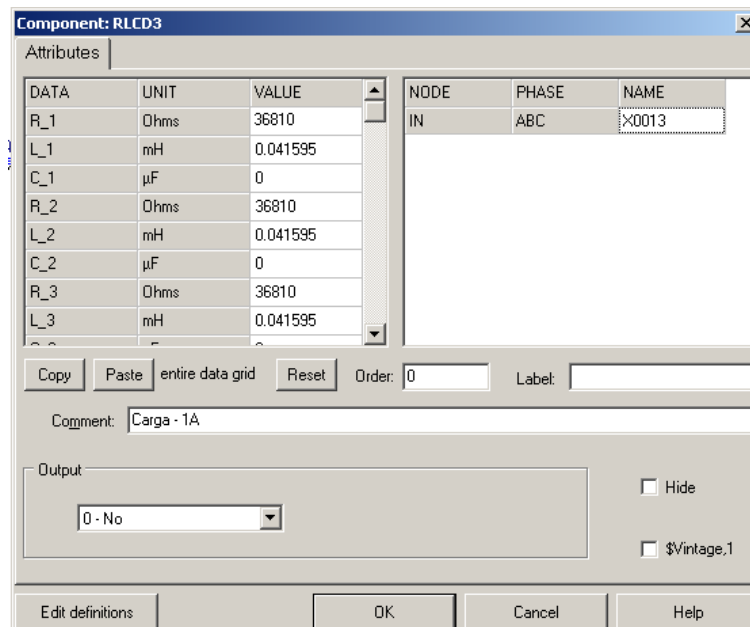 Component: RLCD3
Attributes
DATA UNIT VALUE
R_1 Ohms 36810
L_1 mH 0.041595
C_1 µF 0
R_2 Ohms 36810
L_2 mH 0.041595
C_2 µF 0
R_3 Ohms 36810
L_3 mH 0.041595
NODE PHASE NAME
IN ABC X0013
Copy Paste entire data grid Reset Order: 0 Label:
Comment: Carga - 1A
Output
0 - No
Hide
$Vintage,1
Edit definitions OK Cancel Help